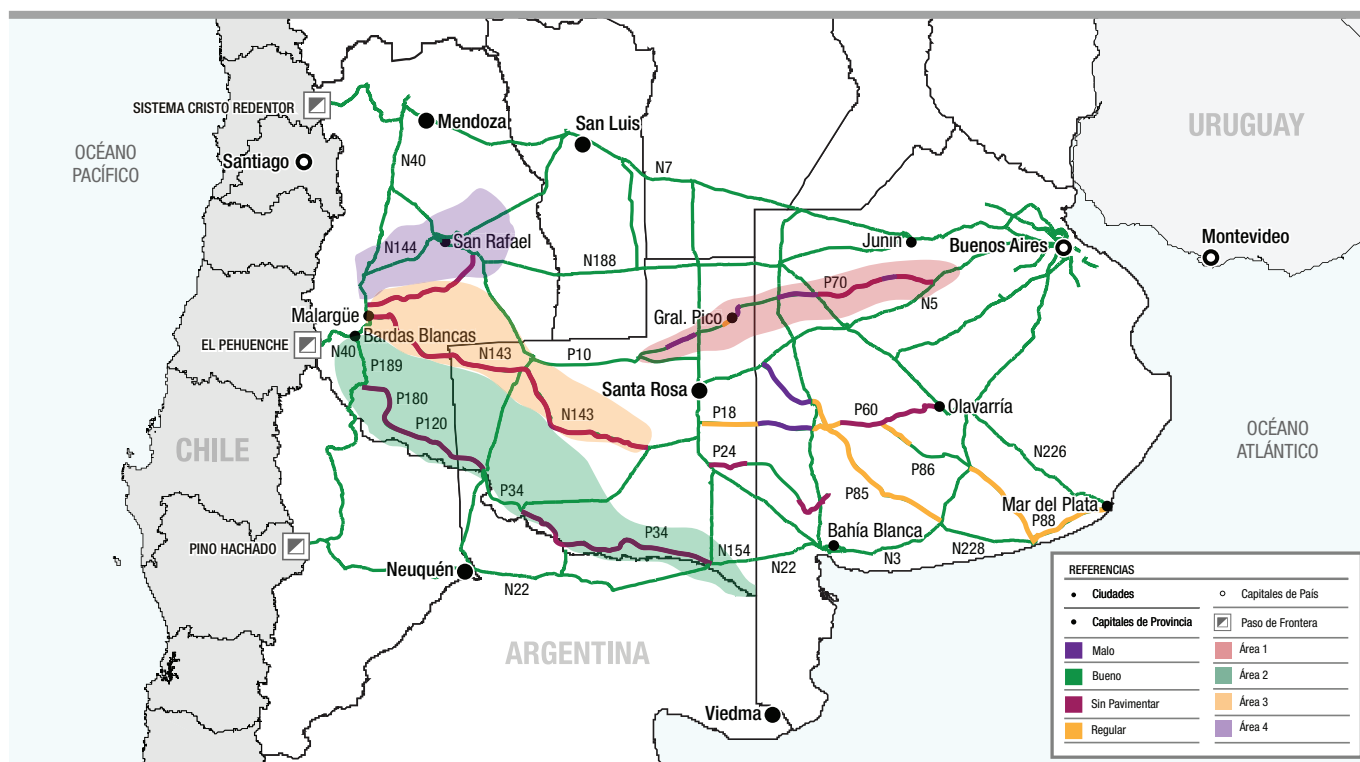 SISTEMA CRISTO REDENTOR
Mendoza
San Luis
URUGUAY
OCÉANO
PACÍFICO
Santiago
N40
N7
N144
San Rafael
Junín
Buenos Aires
Montevideo
N188
P70
N5
Malargüe
Gral. Pico
Bardas Blancas
EL PEHUENCHE
N40
N143
P10
P189
Santa Rosa
P180
P120
N143
P18
P60
Olavarría
CHILE
OCÉANO
ATLÁNTICO
P24
P86
N226
P34
P85
Mar del Plata
P88
P34
Bahía Blanca
PINO HACHADO
N154
N22
N3
N228
Neuquén
N22
ARGENTINA
Viedma
REFERENCIAS
Ciudades
Capitales de País
Capitales de Provincia
Paso de Frontera
Malo
Área 1
Bueno
Área 2
Sin Pavimentar
Área 3
Regular
Área 4